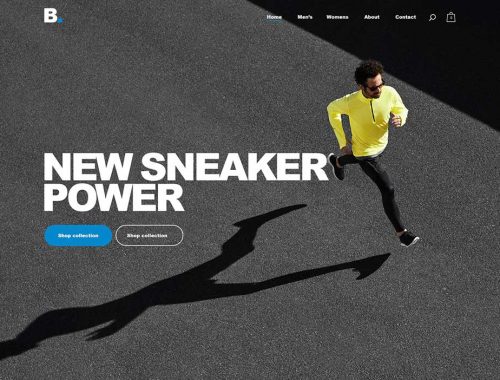 B.
Home Men's Womens About Contact
NEW SNEAKER
POWER
Shop collection Shop collection